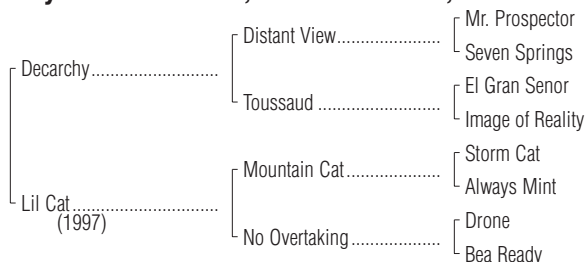 Mr. Prospector
Distant View
Seven Springs
Decarchy
El Gran Senor
Toussaud
Image of Reality
Storm Cat
Mountain Cat
Always Mint
Lil Cat
(1997)
Drone
No Overtaking
Bea Ready